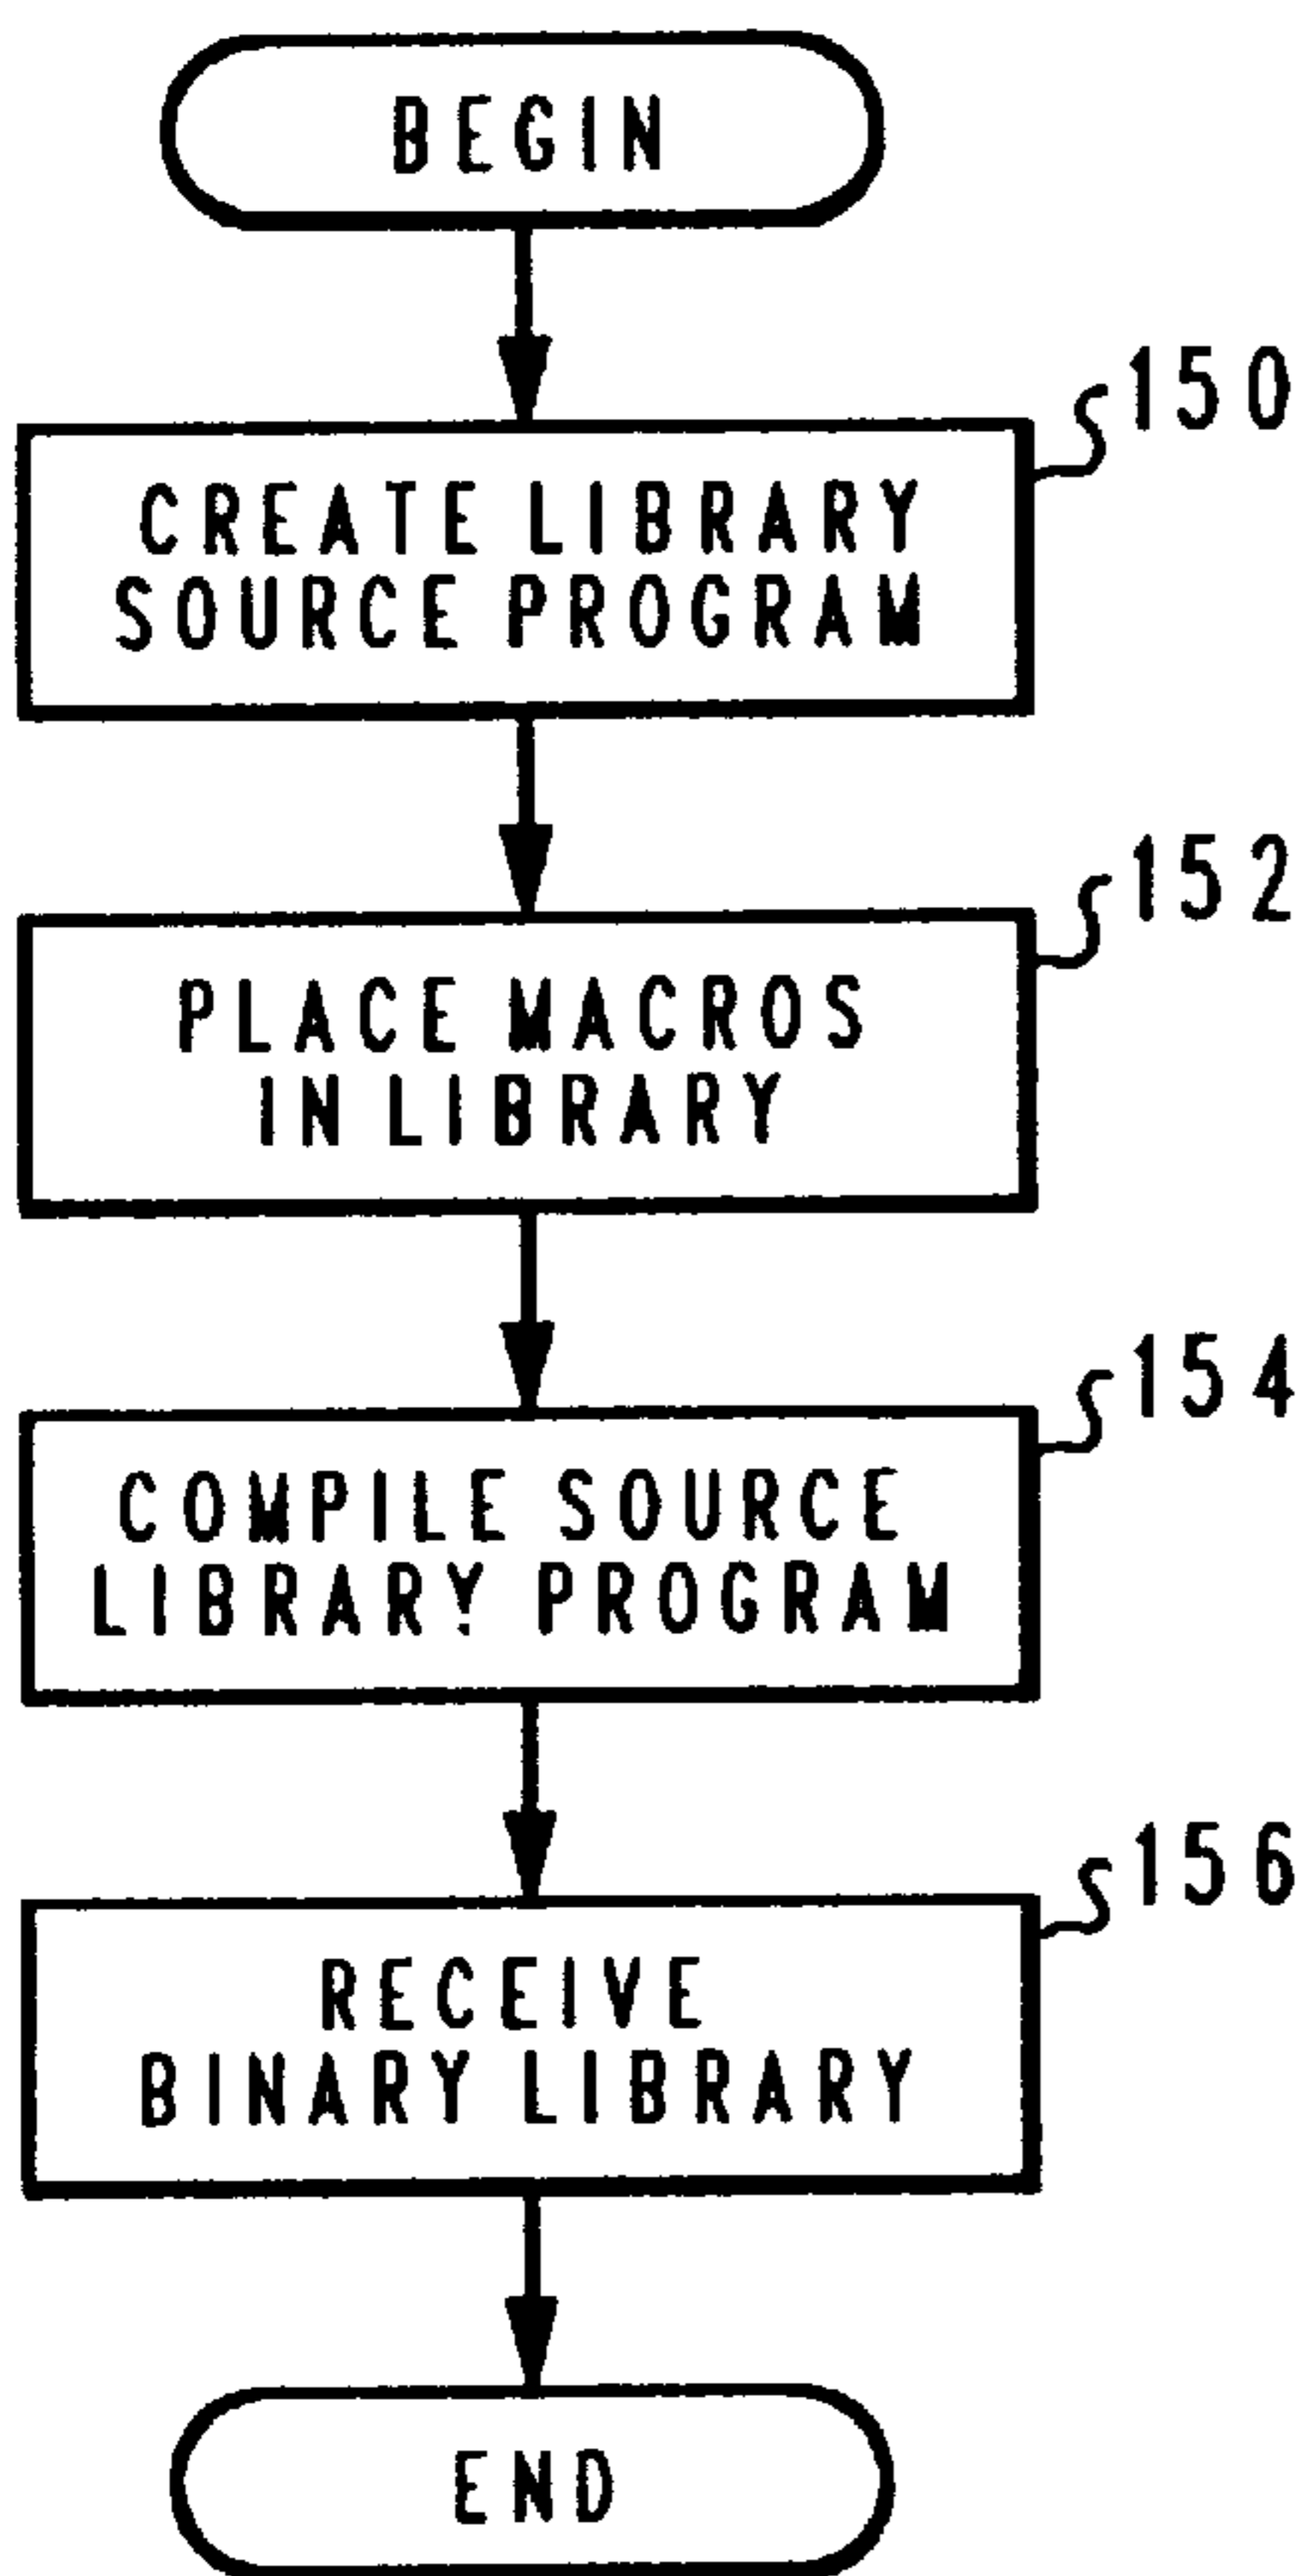 BEGIN
150
CREATE LIBRARY
SOURCE PROGRAM
152
PLACE MACROS
IN LIBRARY
154
COMPILE SOURCE
LIBRARY PROGRAM
156
RECEIVE
BINARY LIBRARY
END